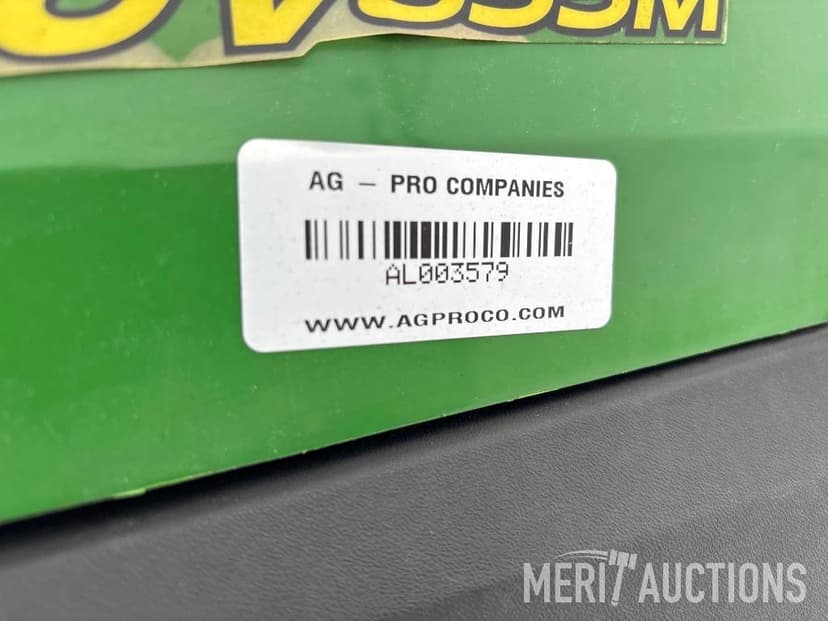 AG – PRO COMPANIES
AL003579
WWW.AGPROCO.COM
MERIT AUCTIONS